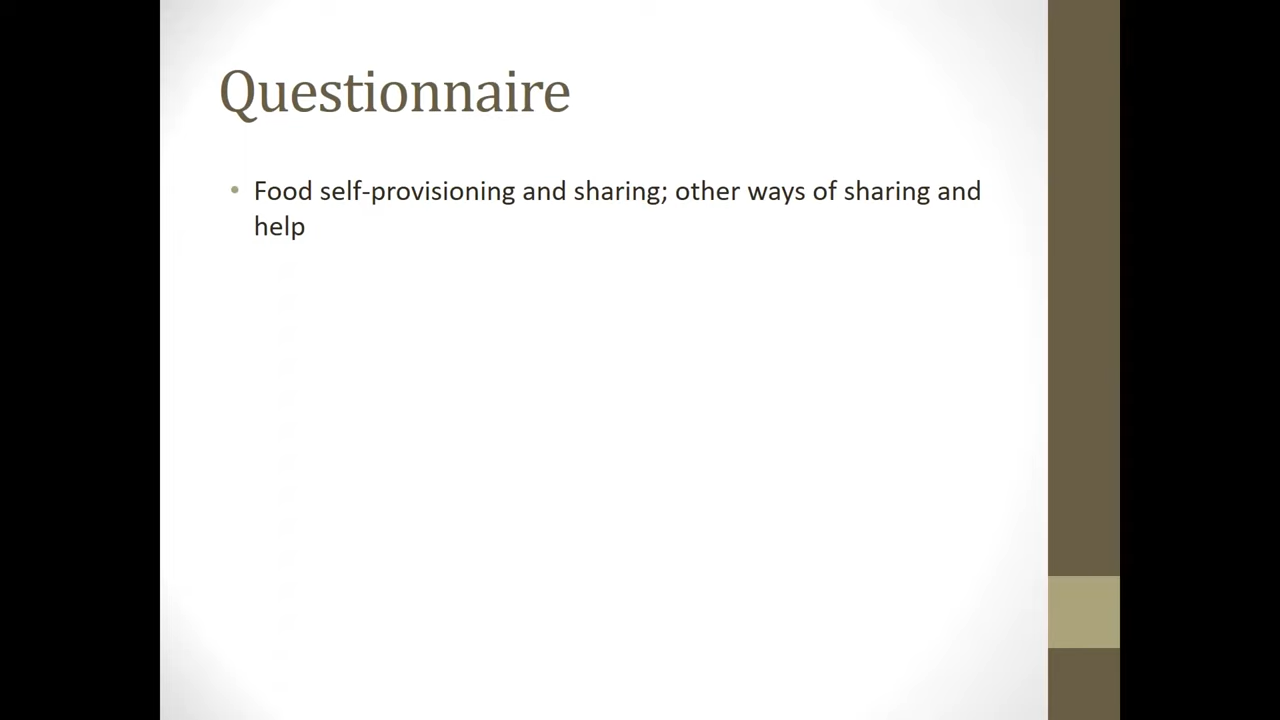 Questionnaire
• Food self-provisioning and sharing; other ways of sharing and
help